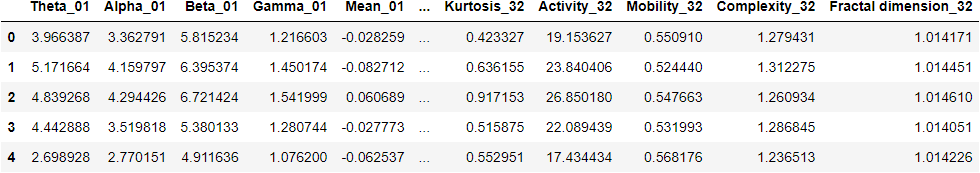 Theta_01 Alpha_01 Beta_01 Gamma_01 Mean_01 ... Kurtosis_32 Activity_32 Mobility_32 Complexity_32 Fractal dimension_32
0 3.966387 3.362791 5.815234 1.216603 -0.028259 ... 0.423327 19.153627 0.550910 1.279431 1.014171
1 5.171664 4.159797 6.395374 1.450174 -0.082712 ... 0.636155 23.840406 0.524440 1.312275 1.014451
2 4.839268 4.294426 6.721424 1.541999 0.060689 ... 0.917153 26.850180 0.547663 1.260934 1.014610
3 4.442888 3.519818 5.380133 1.280744 -0.027773 ... 0.515875 22.089439 0.531993 1.286845 1.014051
4 2.698928 2.770151 4.911636 1.076200 -0.062537 ... 0.552951 17.434434 0.568176 1.236513 1.014226